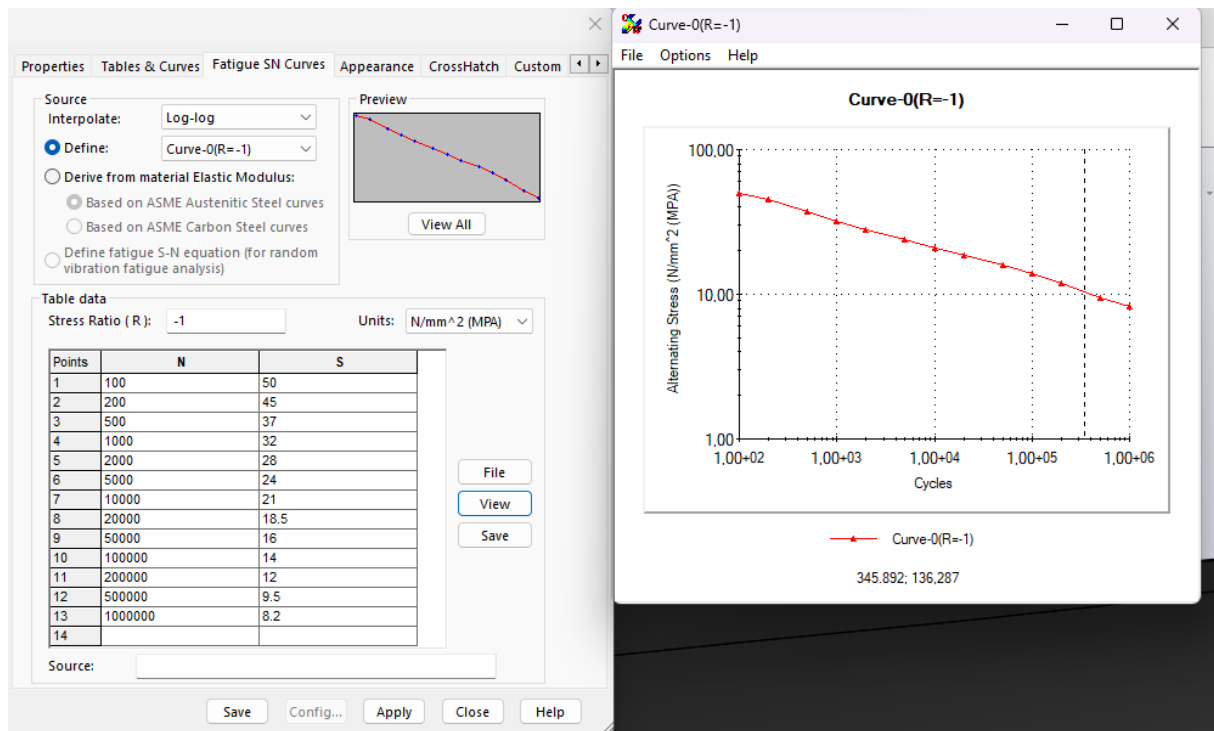 Properties Tables & Curves Fatigue SN Curves Appearance CrossHatch Custom
Source
Interpolate: Log-log
Define: Curve-0(R=-1)
Derive from material Elastic Modulus:
Based on ASME Austenitic Steel curves
Based on ASME Carbon Steel curves
Define fatigue S-N equation (for random
vibration fatigue analysis)
Preview
View All
Table data
Stress Ratio ( R ): -1 Units: N/mm^2 (MPA)
Points N S
1 100 50
2 200 45
3 500 37
4 1000 32
5 2000 28
6 5000 24
7 10000 21
8 20000 18.5
9 50000 16
10 100000 14
11 200000 12
12 500000 9.5
13 1000000 8.2
14
File
View
Save
Source:
Save Config... Apply Close Help
Curve-0(R=-1)
File Options Help
Curve-0(R=-1)
Alternating Stress (N/mm^2 (MPA))
100,00
10,00
1,00
1,00+02 1,00+03 1,00+04 1,00+05 1,00+06
Cycles
Curve-0(R=-1)
345.892; 136,287